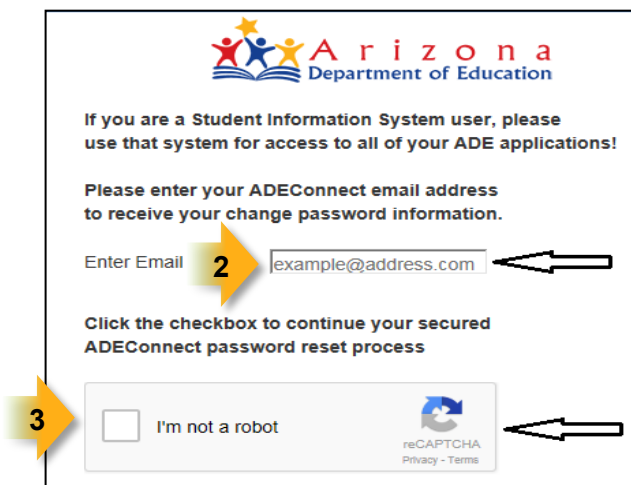 Arizona
Department of Education
If you are a Student Information System user, please
use that system for access to all of your ADE applications!
Please enter your ADEConnect email address
to receive your change password information.
Enter Email 2 example@address.com
Click the checkbox to continue your secured
ADEConnect password reset process
3 I'm not a robot
reCAPTCHA
Privacy - Terms